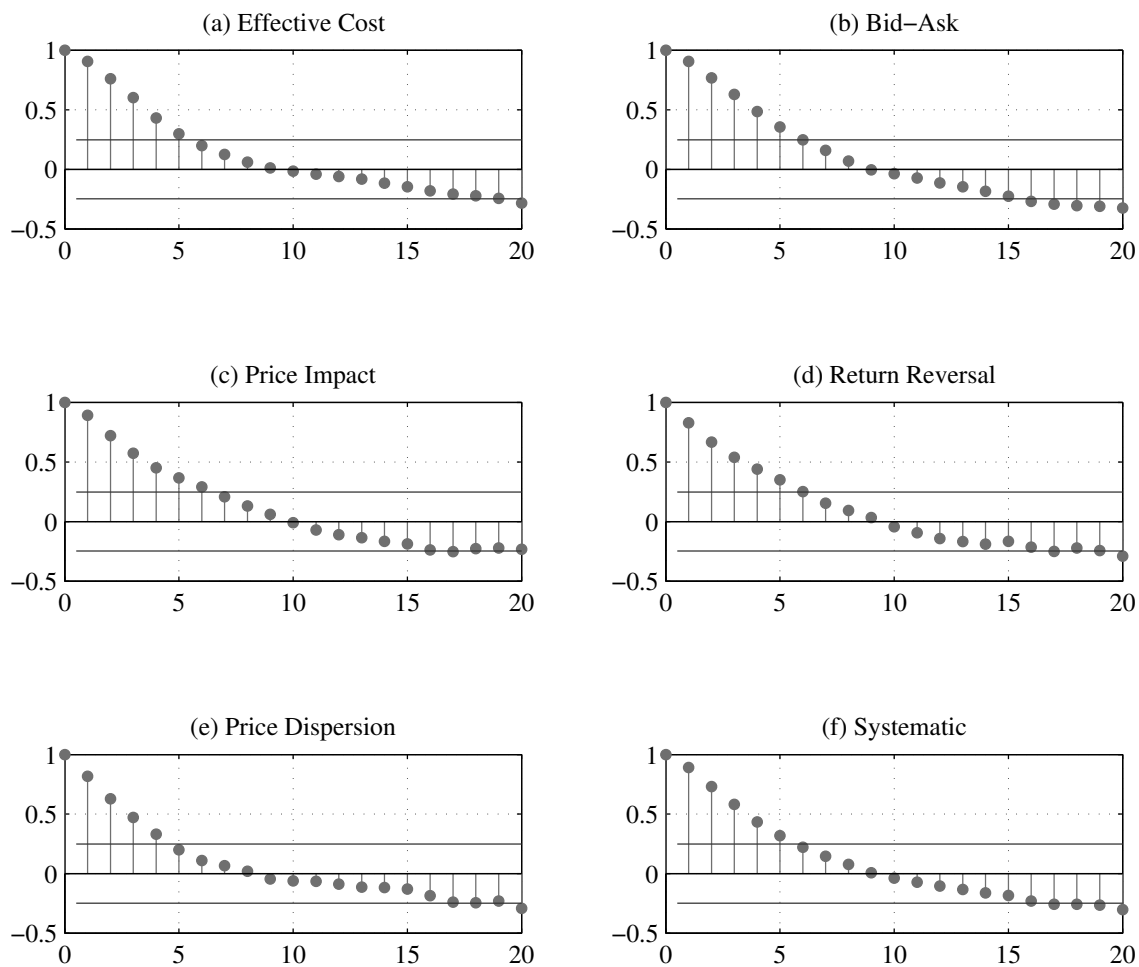 (a) Effective Cost
1
0.5
0
−0.5
0 5 10 15 20
(b) Bid−Ask
1
0.5
0
−0.5
0 5 10 15 20
(c) Price Impact
1
0.5
0
−0.5
0 5 10 15 20
(d) Return Reversal
1
0.5
0
−0.5
0 5 10 15 20
(e) Price Dispersion
1
0.5
0
−0.5
0 5 10 15 20
(f) Systematic
1
0.5
0
−0.5
0 5 10 15 20